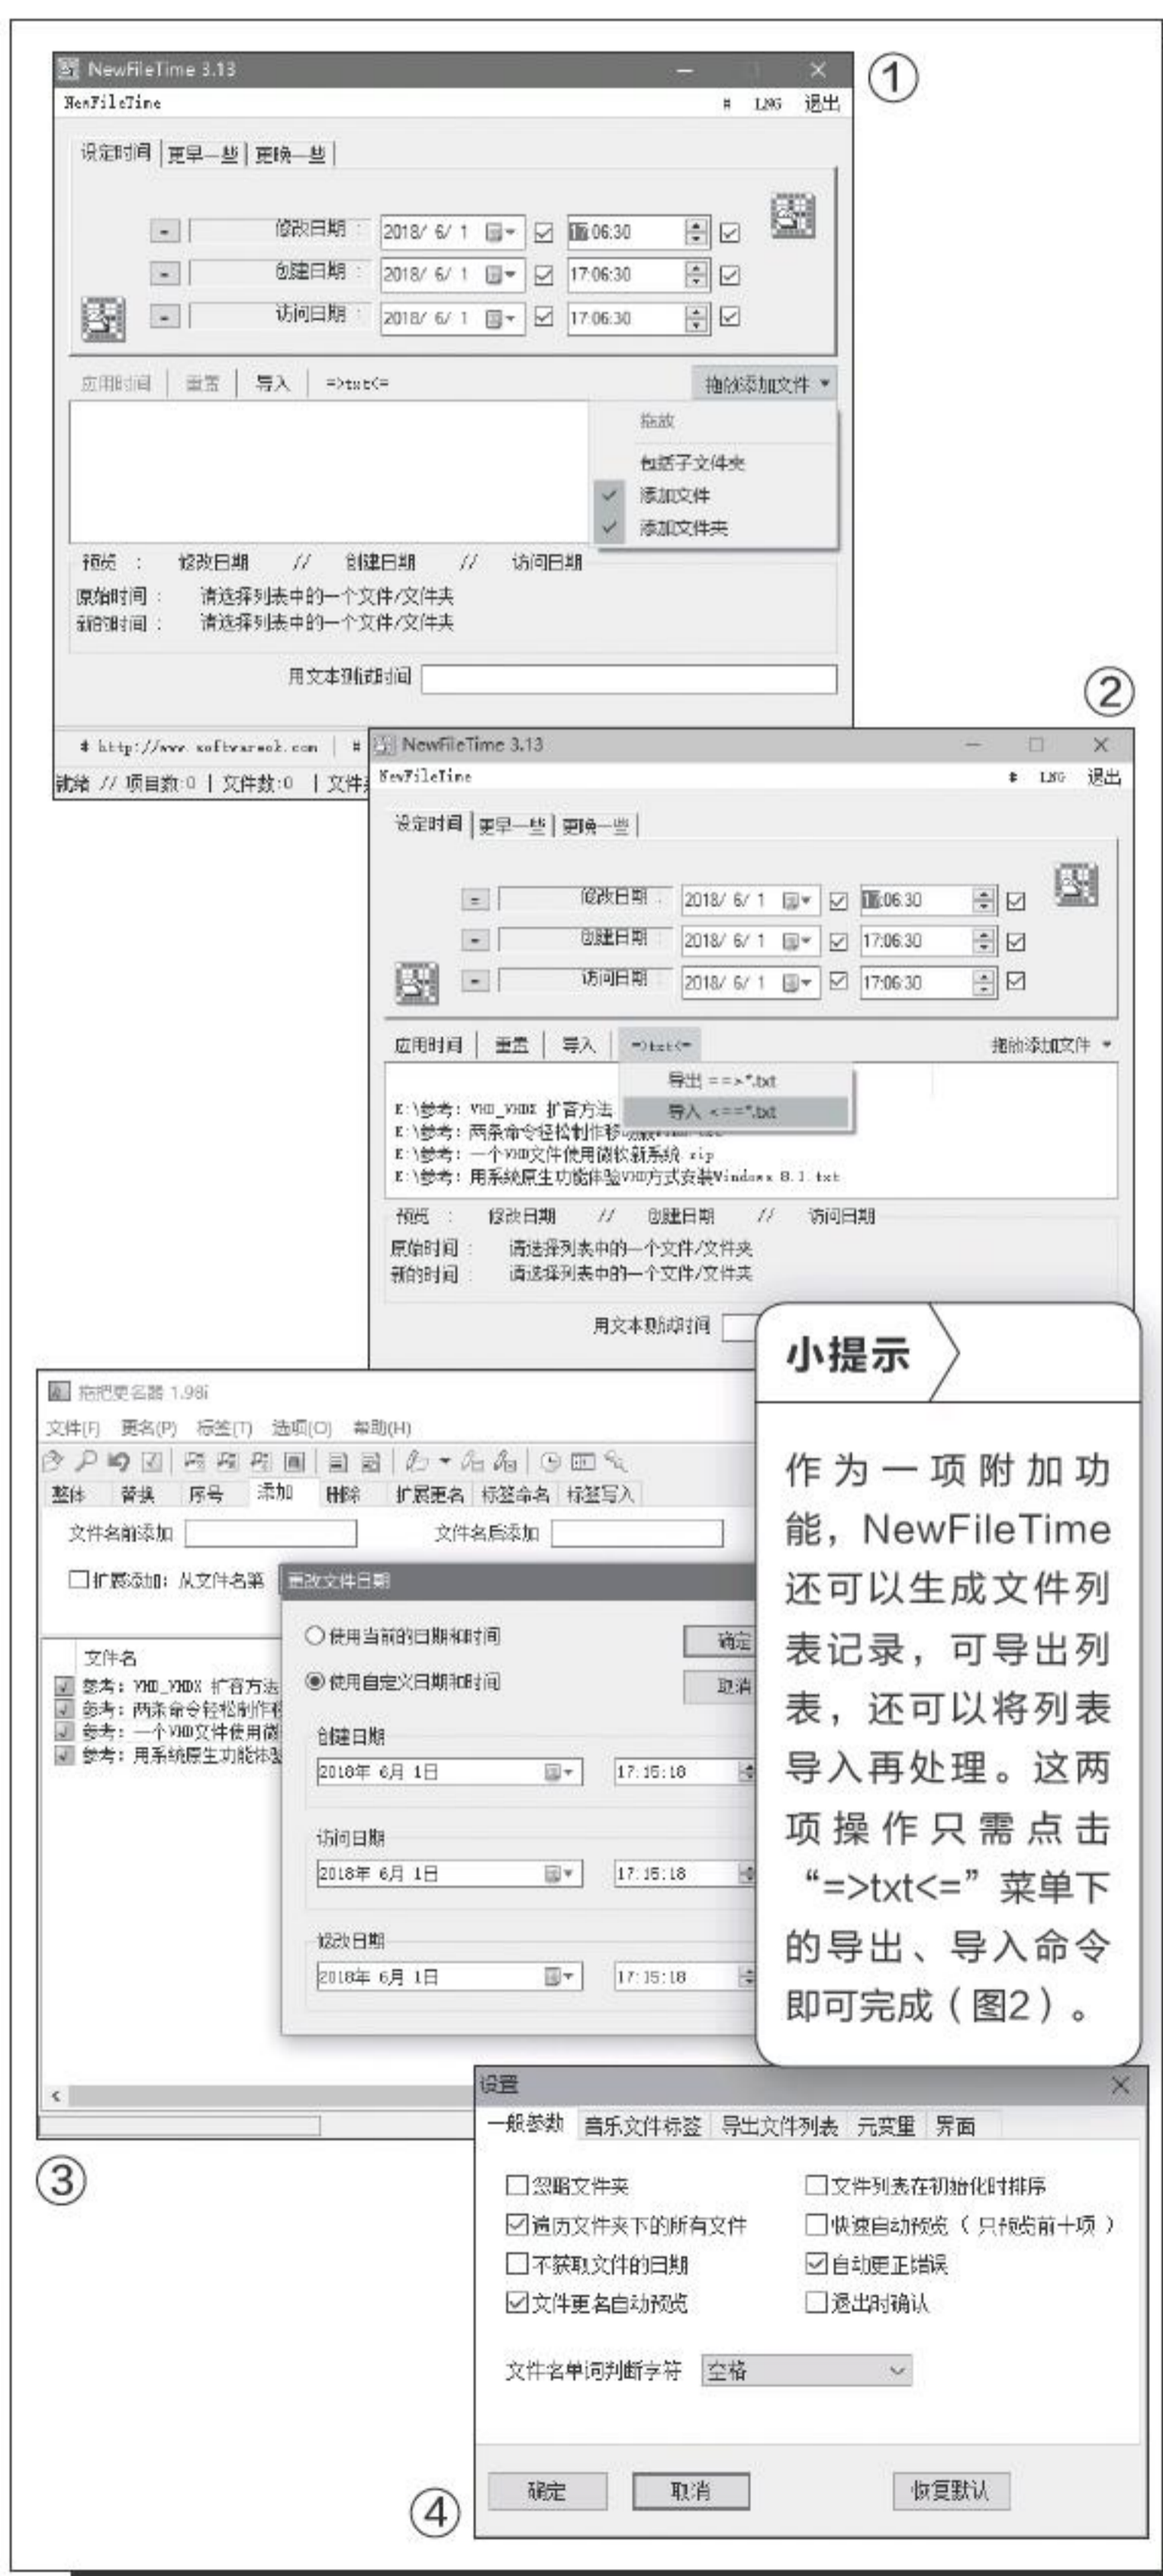 ①
NewFileTime 3.13
NewFileTime # LNG 退出
设定时间 更早一些 更晚一些
修改日期 : 2018/ 6/ 1 17:06:30
创建日期 : 2018/ 6/ 1 17:06:30
访问日期 : 2018/ 6/ 1 17:06:30
应用时间 重置 导入 =>txt<= 拖放添加文件
拖放
包括子文件夹
添加文件
添加文件夹
预览 : 修改日期 // 创建日期 // 访问日期
原始时间 : 请选择列表中的一个文件/文件夹
新的时间 : 请选择列表中的一个文件/文件夹
用文本测试时间
# http://www.softwareok.com #
就绪 // 项目数:0 | 文件数:0 | 文件
②
NewFileTime 3.13
NewFileTime # LNG 退出
设定时间 更早一些 更晚一些
修改日期 : 2018/ 6/ 1 17:06:30
创建日期 : 2018/ 6/ 1 17:06:30
访问日期 : 2018/ 6/ 1 17:06:30
应用时间 重置 导入 =>txt<= 拖放添加文件
导出 ==>*.txt
导入 <==*.txt
E:\参考: VHD_VHDX 扩容方法
E:\参考: 两条命令轻松制作移动版
E:\参考: 一个VHD文件使用微软新系统.zip
E:\参考: 用系统原生功能体验VHD方式安装Windows 8.1.txt
预览 : 修改日期 // 创建日期 // 访问日期
原始时间 : 请选择列表中的一个文件/文件夹
新的时间 : 请选择列表中的一个文件/文件夹
用文本测试时间
小提示
作为一项附加功
能，NewFileTime
还可以生成文件列
表记录，可导出列
表，还可以将列表
导入再处理。这两
项操作只需点击
“=>txt<=”菜单下
的导出、导入命令
即可完成（图2）。
拖把更名器 1.98i
文件(F) 更名(P) 标签(T) 选项(O) 帮助(H)
整体 替换 序号 添加 删除 扩展更名 标签命名 标签写入
文件名前添加 文件名后添加
扩展添加: 从文件名第
文件名
参考: VHD_VHDX 扩容方法
参考: 两条命令轻松制作移
参考: 一个VHD文件使用微
参考: 用系统原生功能体验
更改文件日期
使用当前的日期和时间 确定
使用自定义日期和时间 取消
创建日期
2018年 6月 1日 17:15:18
访问日期
2018年 6月 1日 17:15:18
修改日期
2018年 6月 1日 17:15:18
③
设置
一般参数 音乐文件标签 导出文件列表 元变量 界面
忽略文件夹 文件列表在初始化时排序
遍历文件夹下的所有文件 快速自动预览（只预览前十项）
不获取文件的日期 自动更正错误
文件更名自动预览 退出时确认
文件名单词判断字符 空格
确定 取消 恢复默认
④